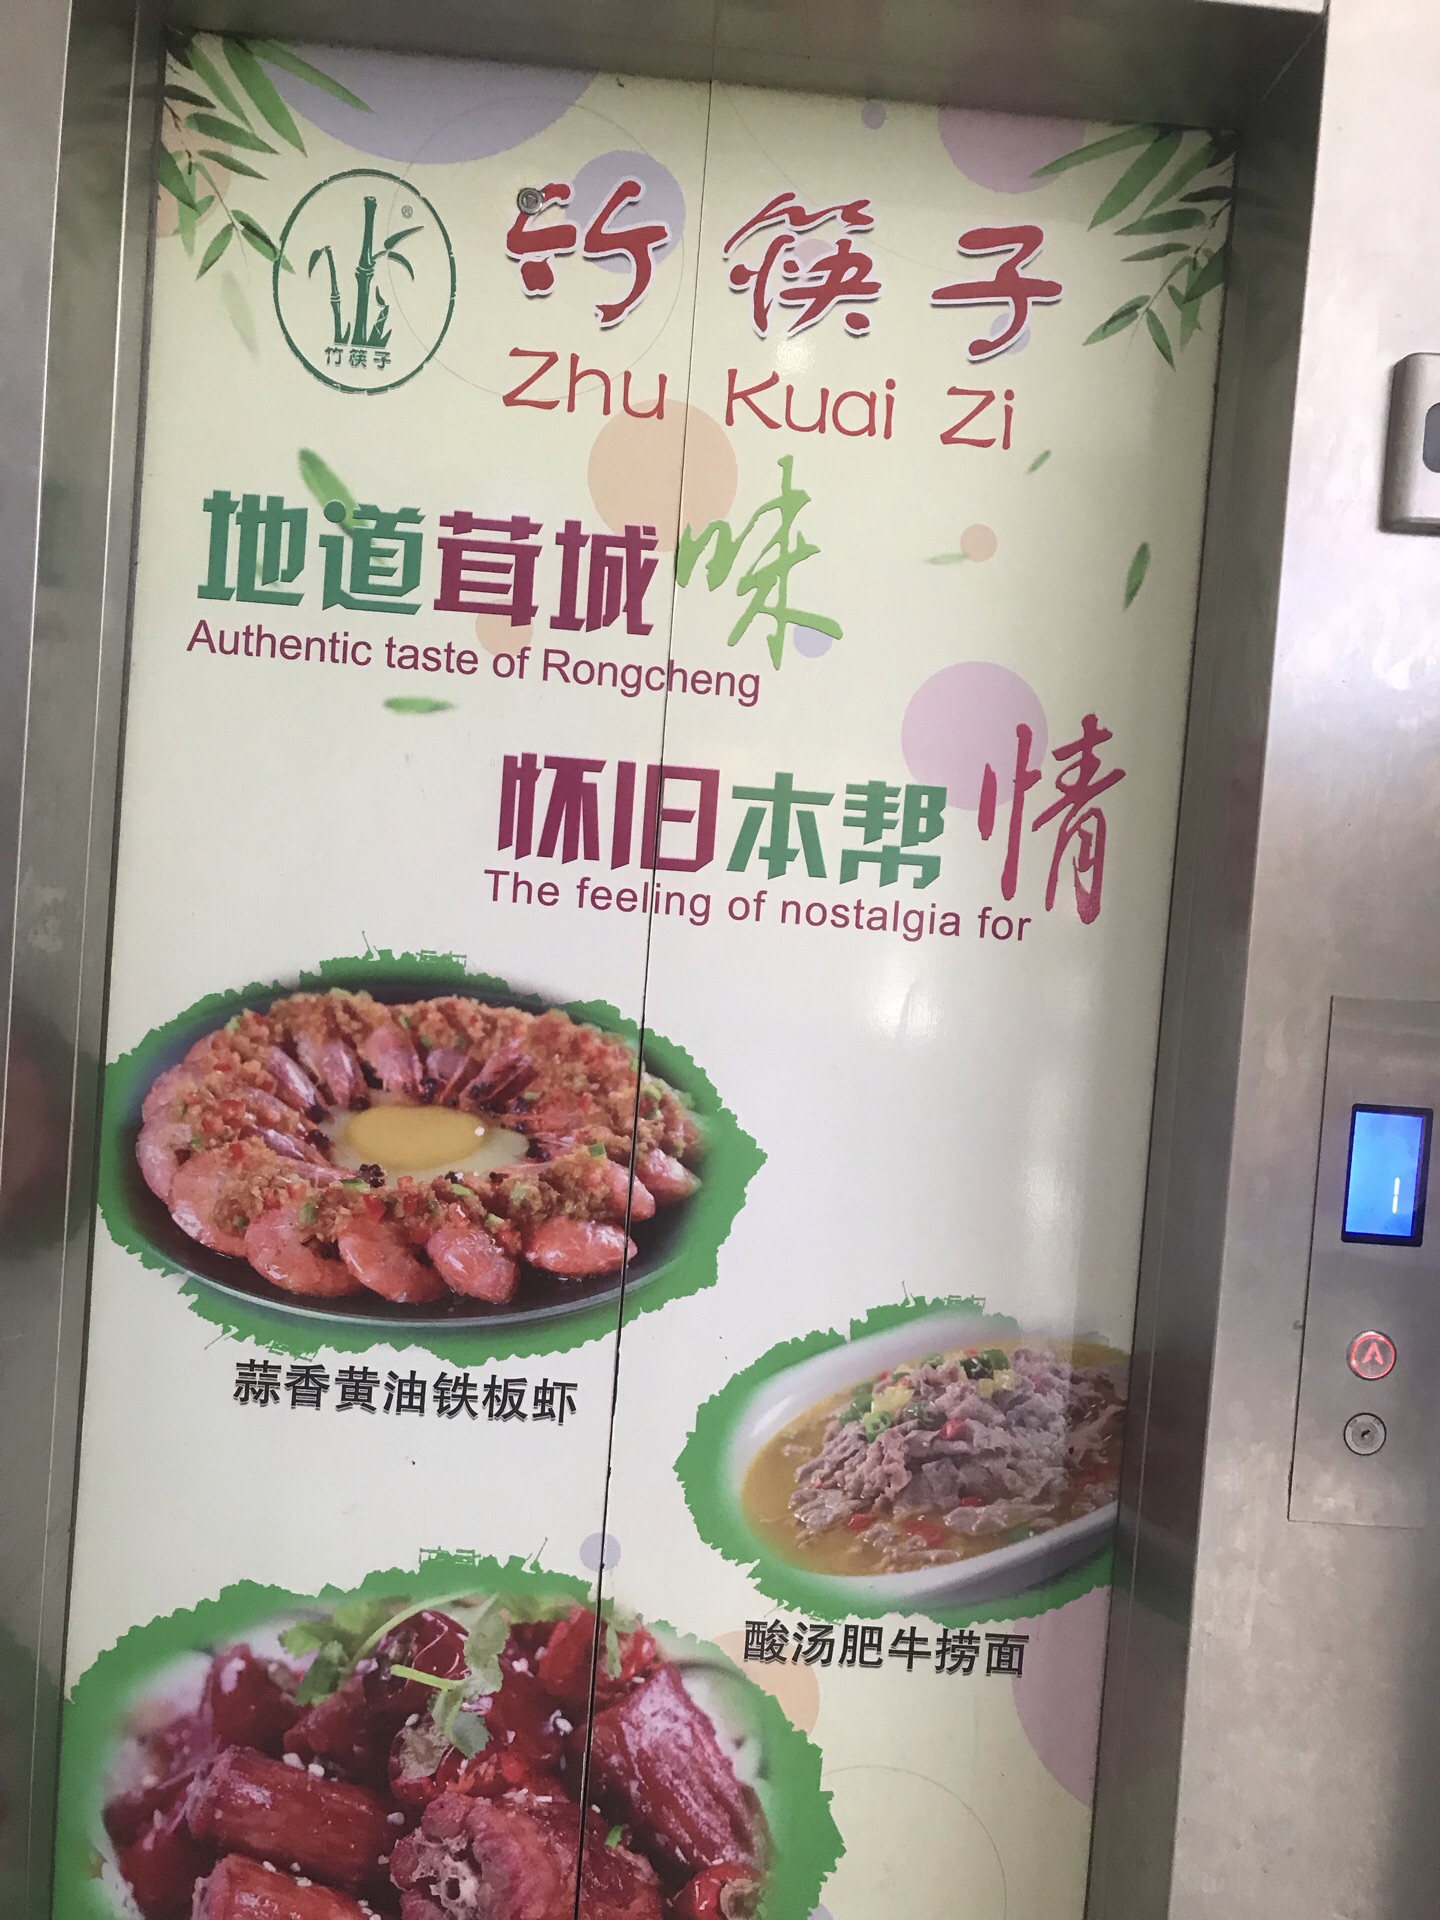 竹筷子
®
竹筷子
Zhu Kuai Zi
地道茸城味
Authentic taste of Rongcheng
怀旧本帮情
The feeling of nostalgia for
蒜香黄油铁板虾
酸汤肥牛捞面
1